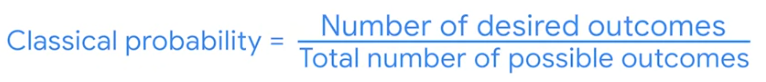 Classical probability = Number of desired outcomes
Total number of possible outcomes